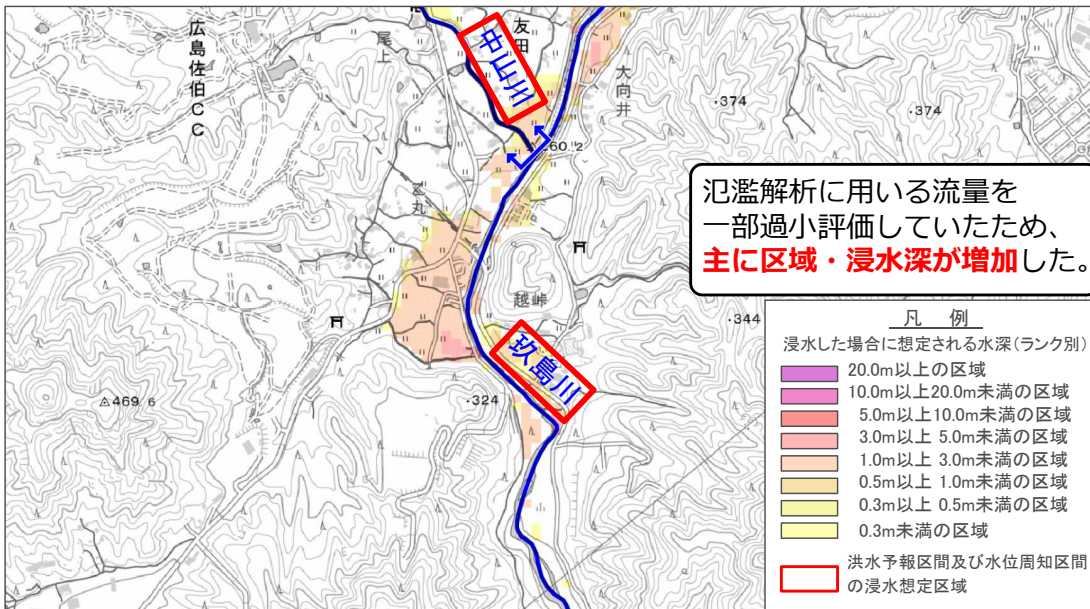 広島佐伯CC
尾上
中山川
友田
大向井
・374
・374
260.2
氾濫解析に用いる流量を
一部過小評価していたため、
主に区域・浸水深が増加した。
乙丸
越峠
・344
玖島川
・324
△469.6
凡 例
浸水した場合に想定される水深(ランク別)
20.0m以上の区域
10.0m以上20.0m未満の区域
5.0m以上10.0m未満の区域
3.0m以上 5.0m未満の区域
1.0m以上 3.0m未満の区域
0.5m以上 1.0m未満の区域
0.3m以上 0.5m未満の区域
0.3m未満の区域
洪水予報区間及び水位周知区間
の浸水想定区域